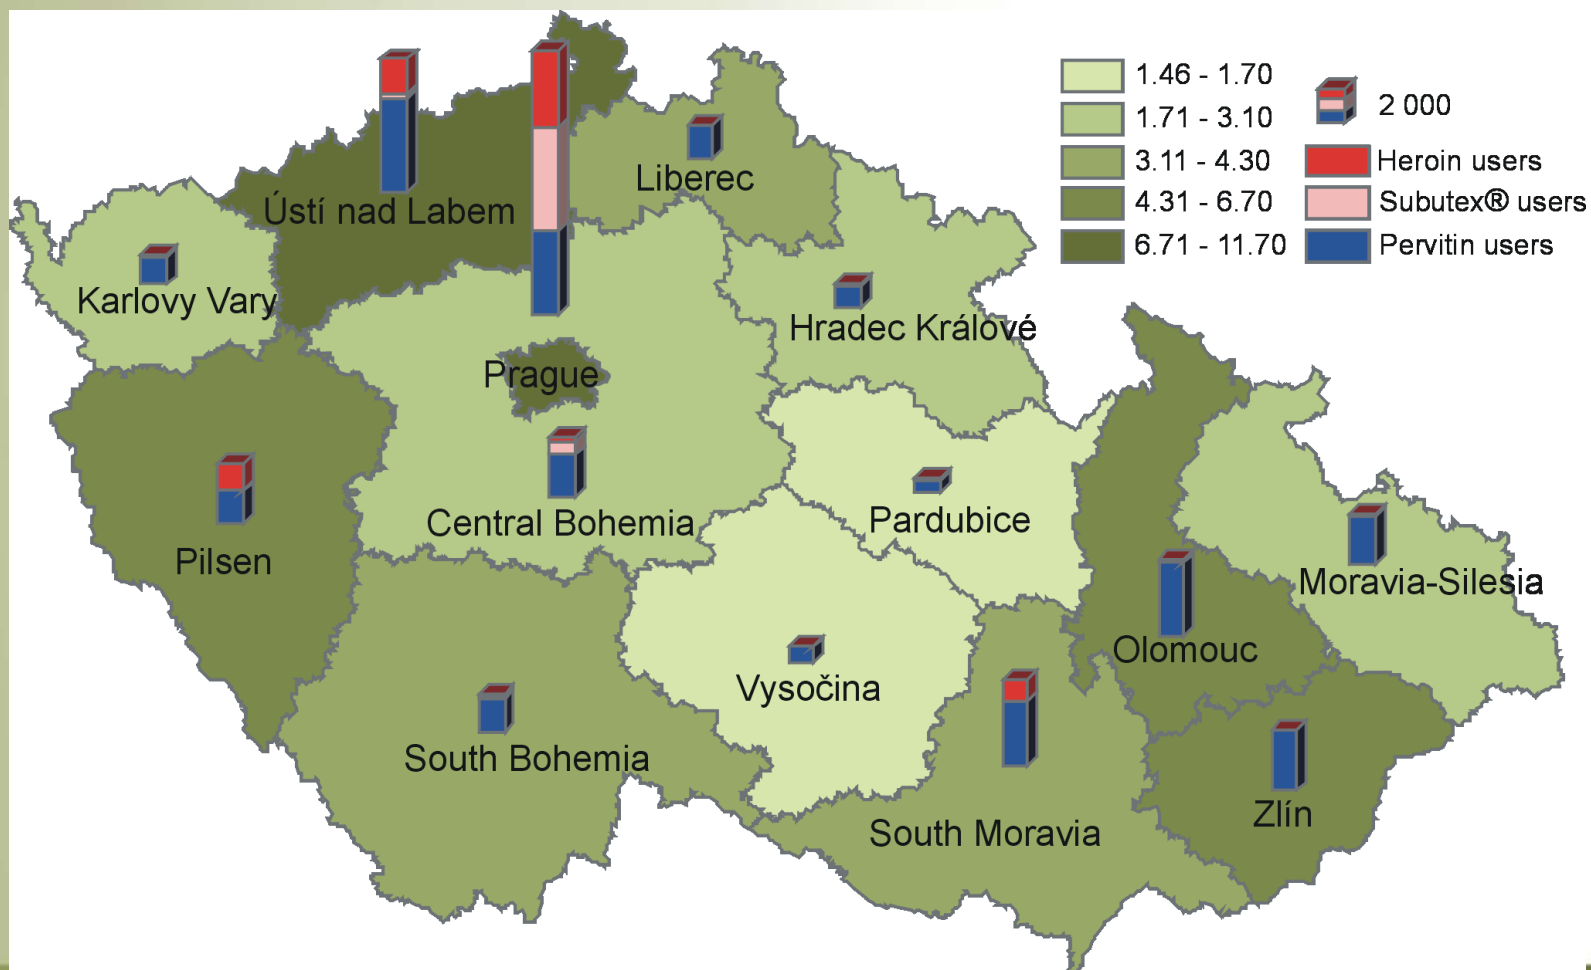 1.46 - 1.70
1.71 - 3.10
3.11 - 4.30
4.31 - 6.70
6.71 - 11.70
2 000
Heroin users
Subutex® users
Pervitin users
Liberec
Ústí nad Labem
Karlovy Vary
Hradec Králové
Prague
Central Bohemia
Pardubice
Pilsen
Moravia-Silesia
Olomouc
Vysočina
South Bohemia
Zlín
South Moravia